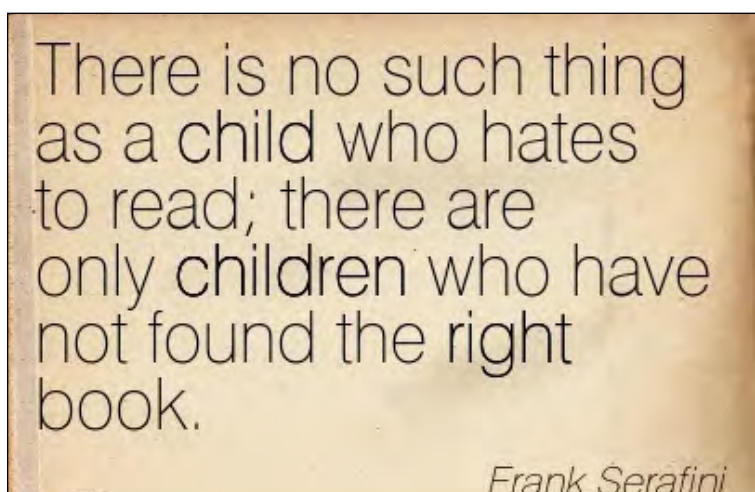 There is no such thing
as a child who hates
to read; there are
only children who have
not found the right
book.
Frank Serafini